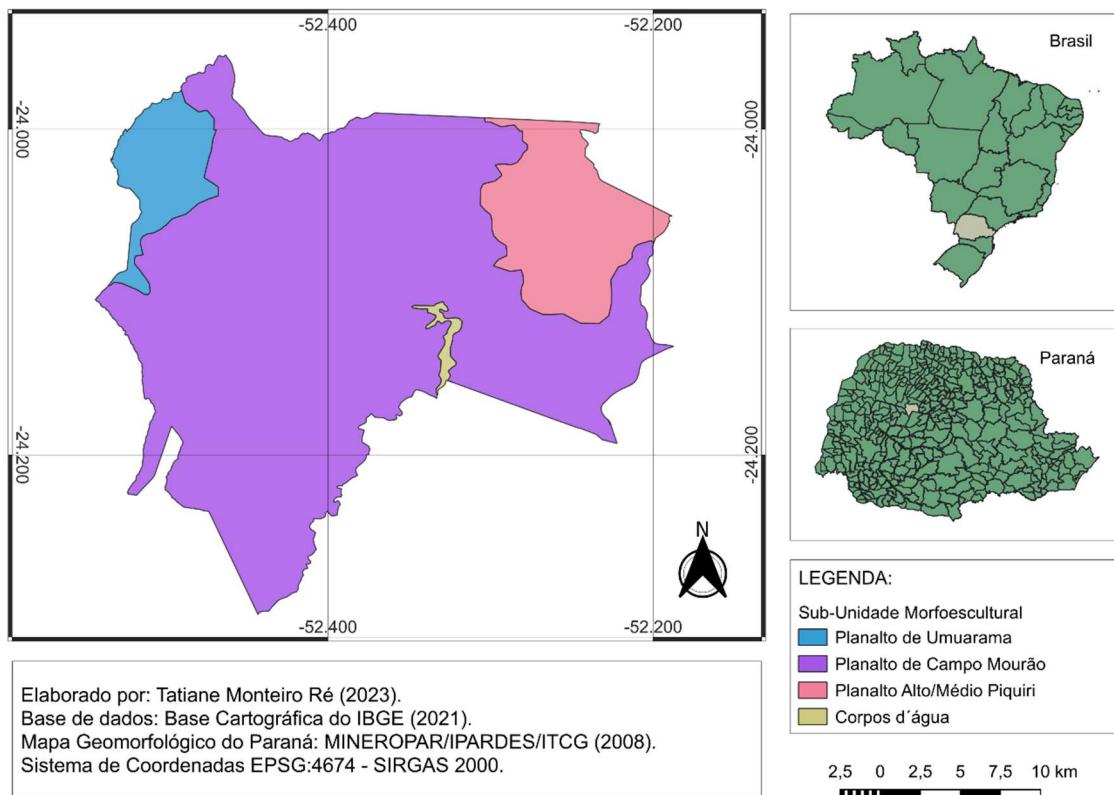 -52.400
-52.200
-24.000
-24.000
-24.200
-24.200
N
-52.400
-52.200
Brasil
Paraná
LEGENDA:
Sub-Unidade Morfoescultural
Planalto de Umuarama
Planalto de Campo Mourão
Planalto Alto/Médio Piquiri
Corpos d´água
Elaborado por: Tatiane Monteiro Ré (2023).
Base de dados: Base Cartográfica do IBGE (2021).
Mapa Geomorfológico do Paraná: MINEROPAR/IPARDES/ITCG (2008).
Sistema de Coordenadas EPSG:4674 - SIRGAS 2000.
2,5 0 2,5 5 7,5 10 km